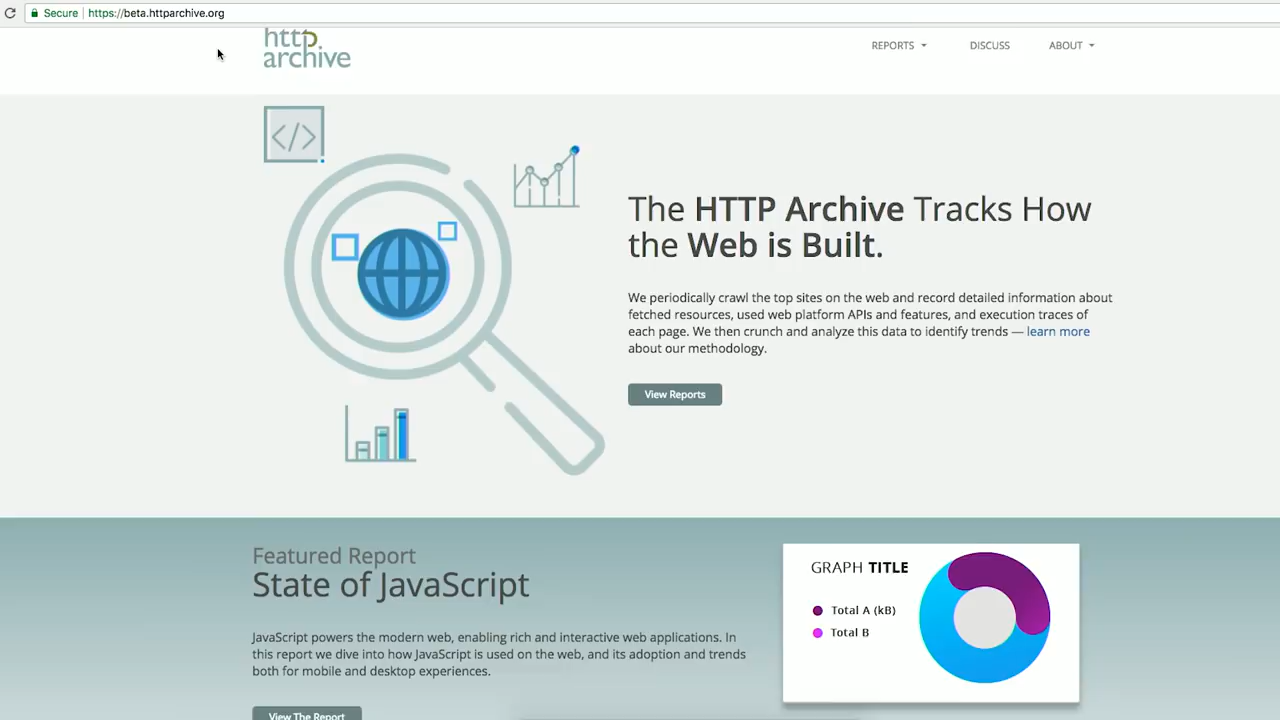 Secure https://beta.httparchive.org
http
archive
REPORTS DISCUSS ABOUT
</>
The HTTP Archive Tracks How
the Web is Built.
We periodically crawl the top sites on the web and record detailed information about
fetched resources, used web platform APIs and features, and execution traces of
each page. We then crunch and analyze this data to identify trends — learn more
about our methodology.
View Reports
Featured Report
State of JavaScript
JavaScript powers the modern web, enabling rich and interactive web applications. In
this report we dive into how JavaScript is used on the web, and its adoption and trends
both for mobile and desktop experiences.
View The Report
GRAPH TITLE
Total A (kB)
Total B